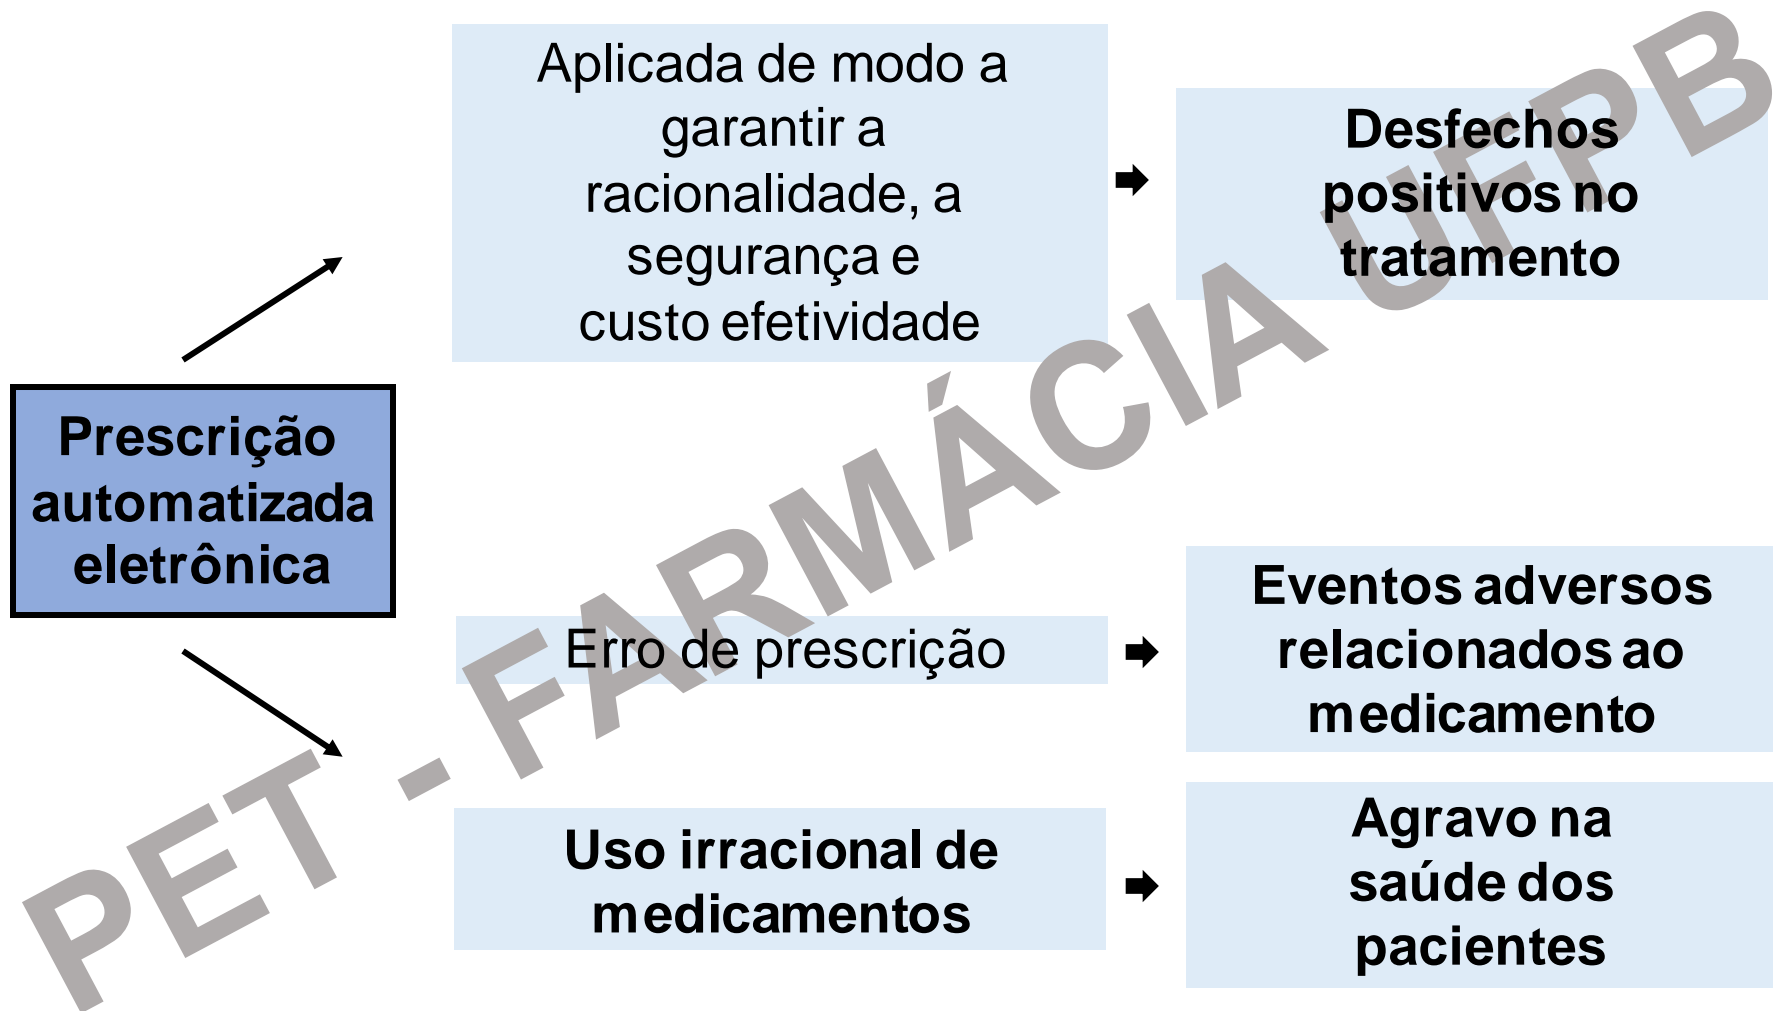 Aplicada de modo a
garantir a
racionalidade, a
segurança e
custo efetividade
Desfechos
positivos no
tratamento
Prescrição
automatizada
eletrônica
Erro de prescrição
Eventos adversos
relacionados ao
medicamento
Uso irracional de
medicamentos
Agravo na
saúde dos
pacientes
PET - FARMÁCIA UFPB